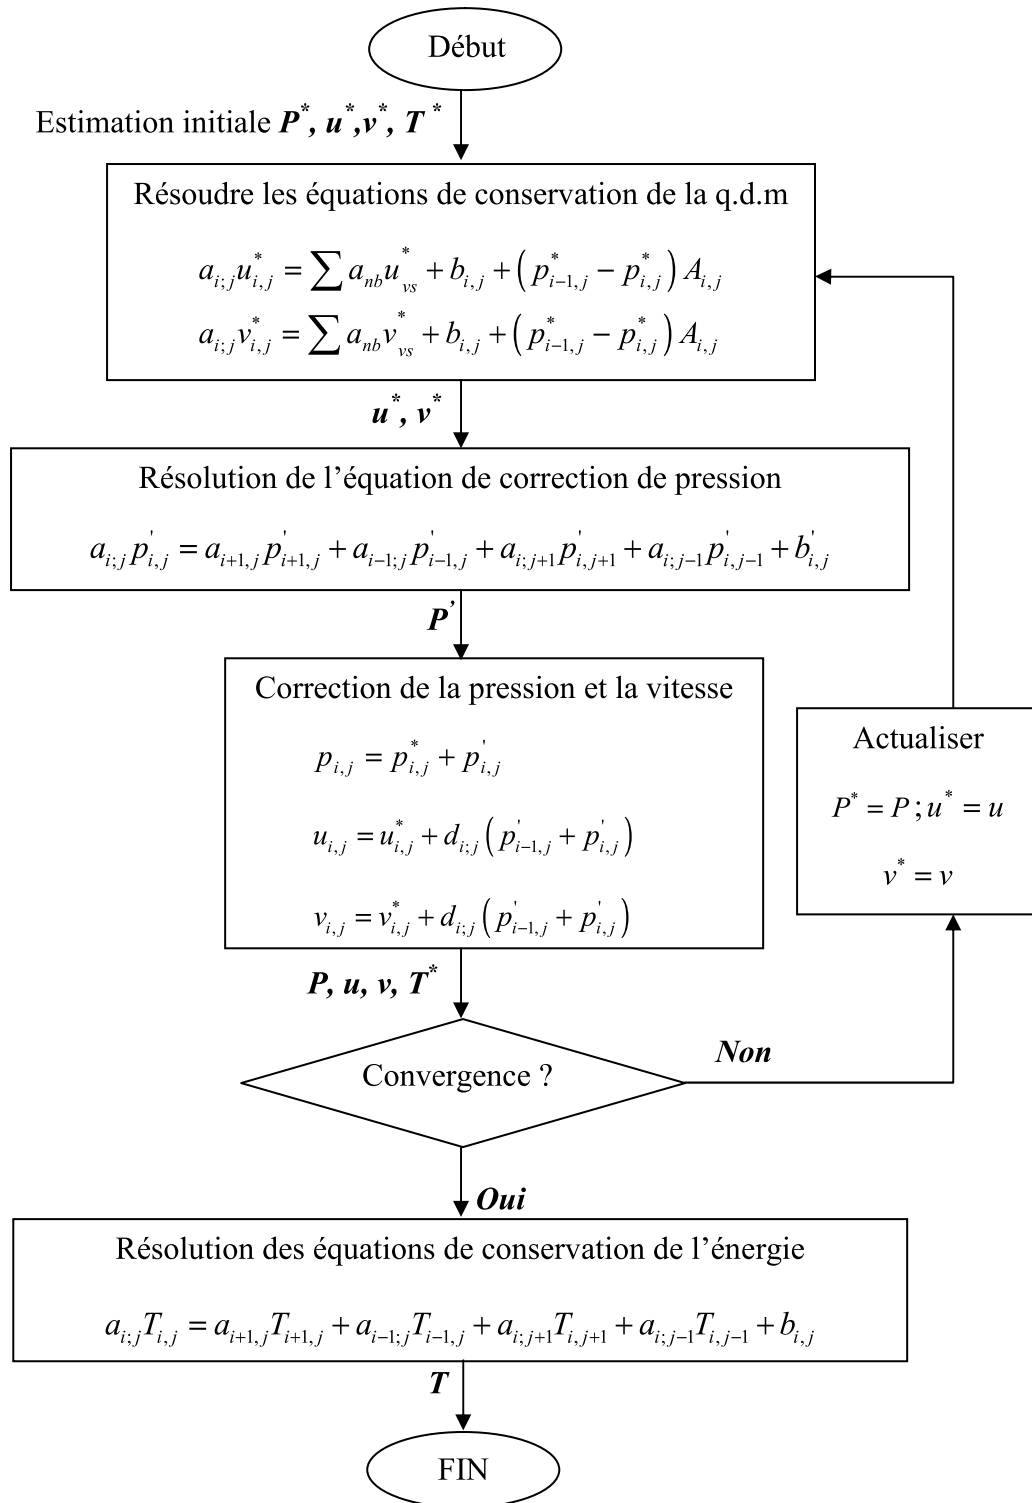 Début
Estimation initiale P*, u*,v*, T *
Résoudre les équations de conservation de la q.d.m
a_{i;j}u^*_{i,j} = ∑ a_{nb}u^*_{vs} + b_{i,j} + (p^*_{i−1,j} − p^*_{i,j}) A_{i,j}
a_{i;j}v^*_{i,j} = ∑ a_{nb}v^*_{vs} + b_{i,j} + (p^*_{i−1,j} − p^*_{i,j}) A_{i,j}
u*, v*
Résolution de l’équation de correction de pression
a_{i;j}p^'_{i,j} = a_{i+1,j}p^'_{i+1,j} + a_{i−1;j}p^'_{i−1,j} + a_{i;j+1}p^'_{i,j+1} + a_{i;j−1}p^'_{i,j−1} + b^'_{i,j}
P’
Correction de la pression et la vitesse
p_{i,j} = p^*_{i,j} + p^'_{i,j}
u_{i,j} = u^*_{i,j} + d_{i;j}(p^'_{i−1,j} + p^'_{i,j})
v_{i,j} = v^*_{i,j} + d_{i;j}(p^'_{i−1,j} + p^'_{i,j})
Actualiser
P* = P ; u* = u
v* = v
P, u, v, T*
Convergence ?
Non
Oui
Résolution des équations de conservation de l’énergie
a_{i;j}T_{i,j} = a_{i+1,j}T_{i+1,j} + a_{i−1;j}T_{i−1,j} + a_{i;j+1}T_{i,j+1} + a_{i;j−1}T_{i,j−1} + b_{i,j}
T
FIN